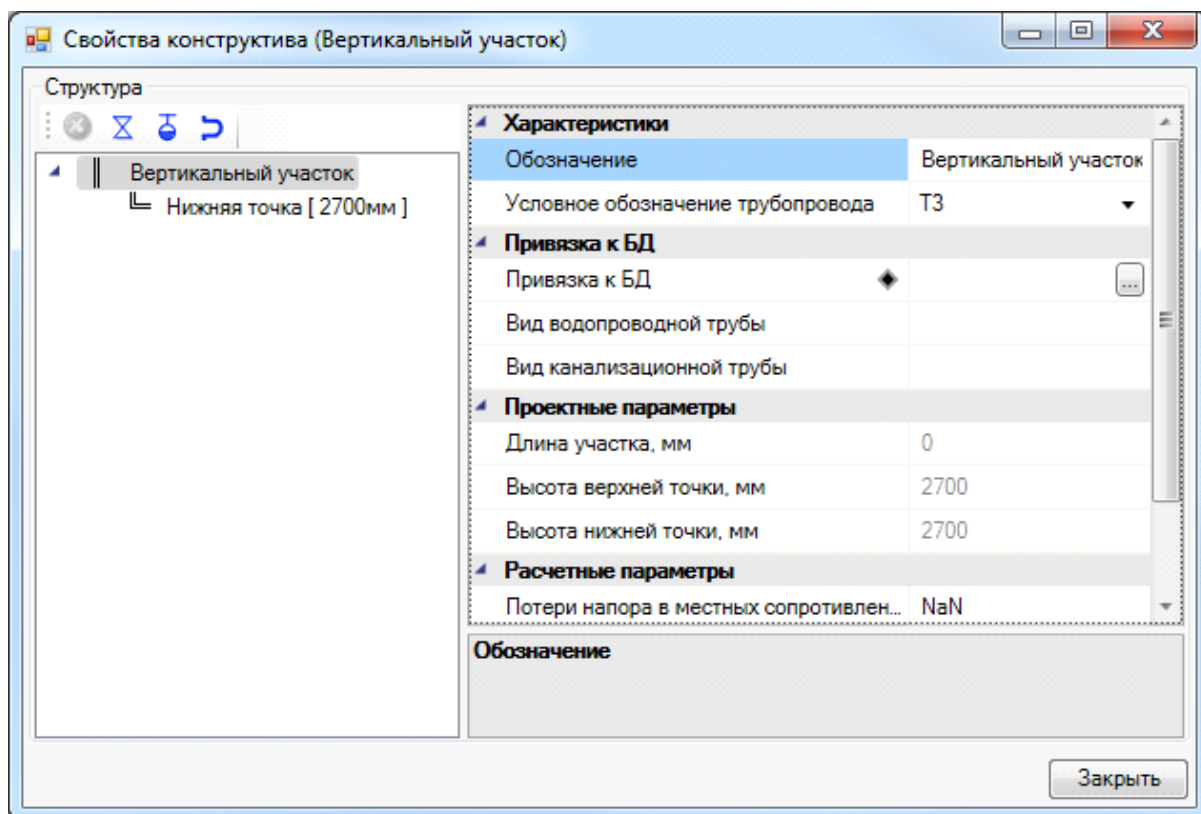 Свойства конструктива (Вертикальный участок)
Структура
Вертикальный участок
Нижняя точка [ 2700мм ]
Характеристики
Обозначение Вертикальный участок
Условное обозначение трубопровода Т3
Привязка к БД
Привязка к БД ...
Вид водопроводной трубы
Вид канализационной трубы
Проектные параметры
Длина участка, мм 0
Высота верхней точки, мм 2700
Высота нижней точки, мм 2700
Расчетные параметры
Потери напора в местных сопротивлен... NaN
Обозначение
Закрыть